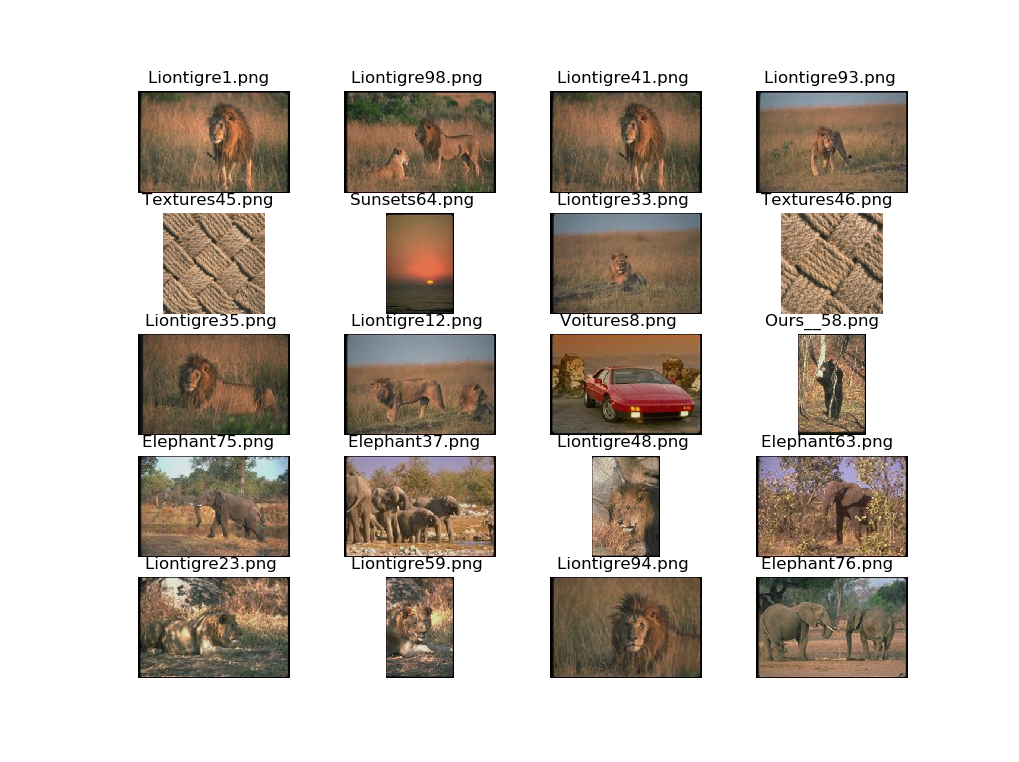 Liontigre1.png Liontigre98.png Liontigre41.png Liontigre93.png
Textures45.png Sunsets64.png Liontigre33.png Textures46.png
Liontigre35.png Liontigre12.png Voitures8.png Ours__58.png
Elephant75.png Elephant37.png Liontigre48.png Elephant63.png
Liontigre23.png Liontigre59.png Liontigre94.png Elephant76.png